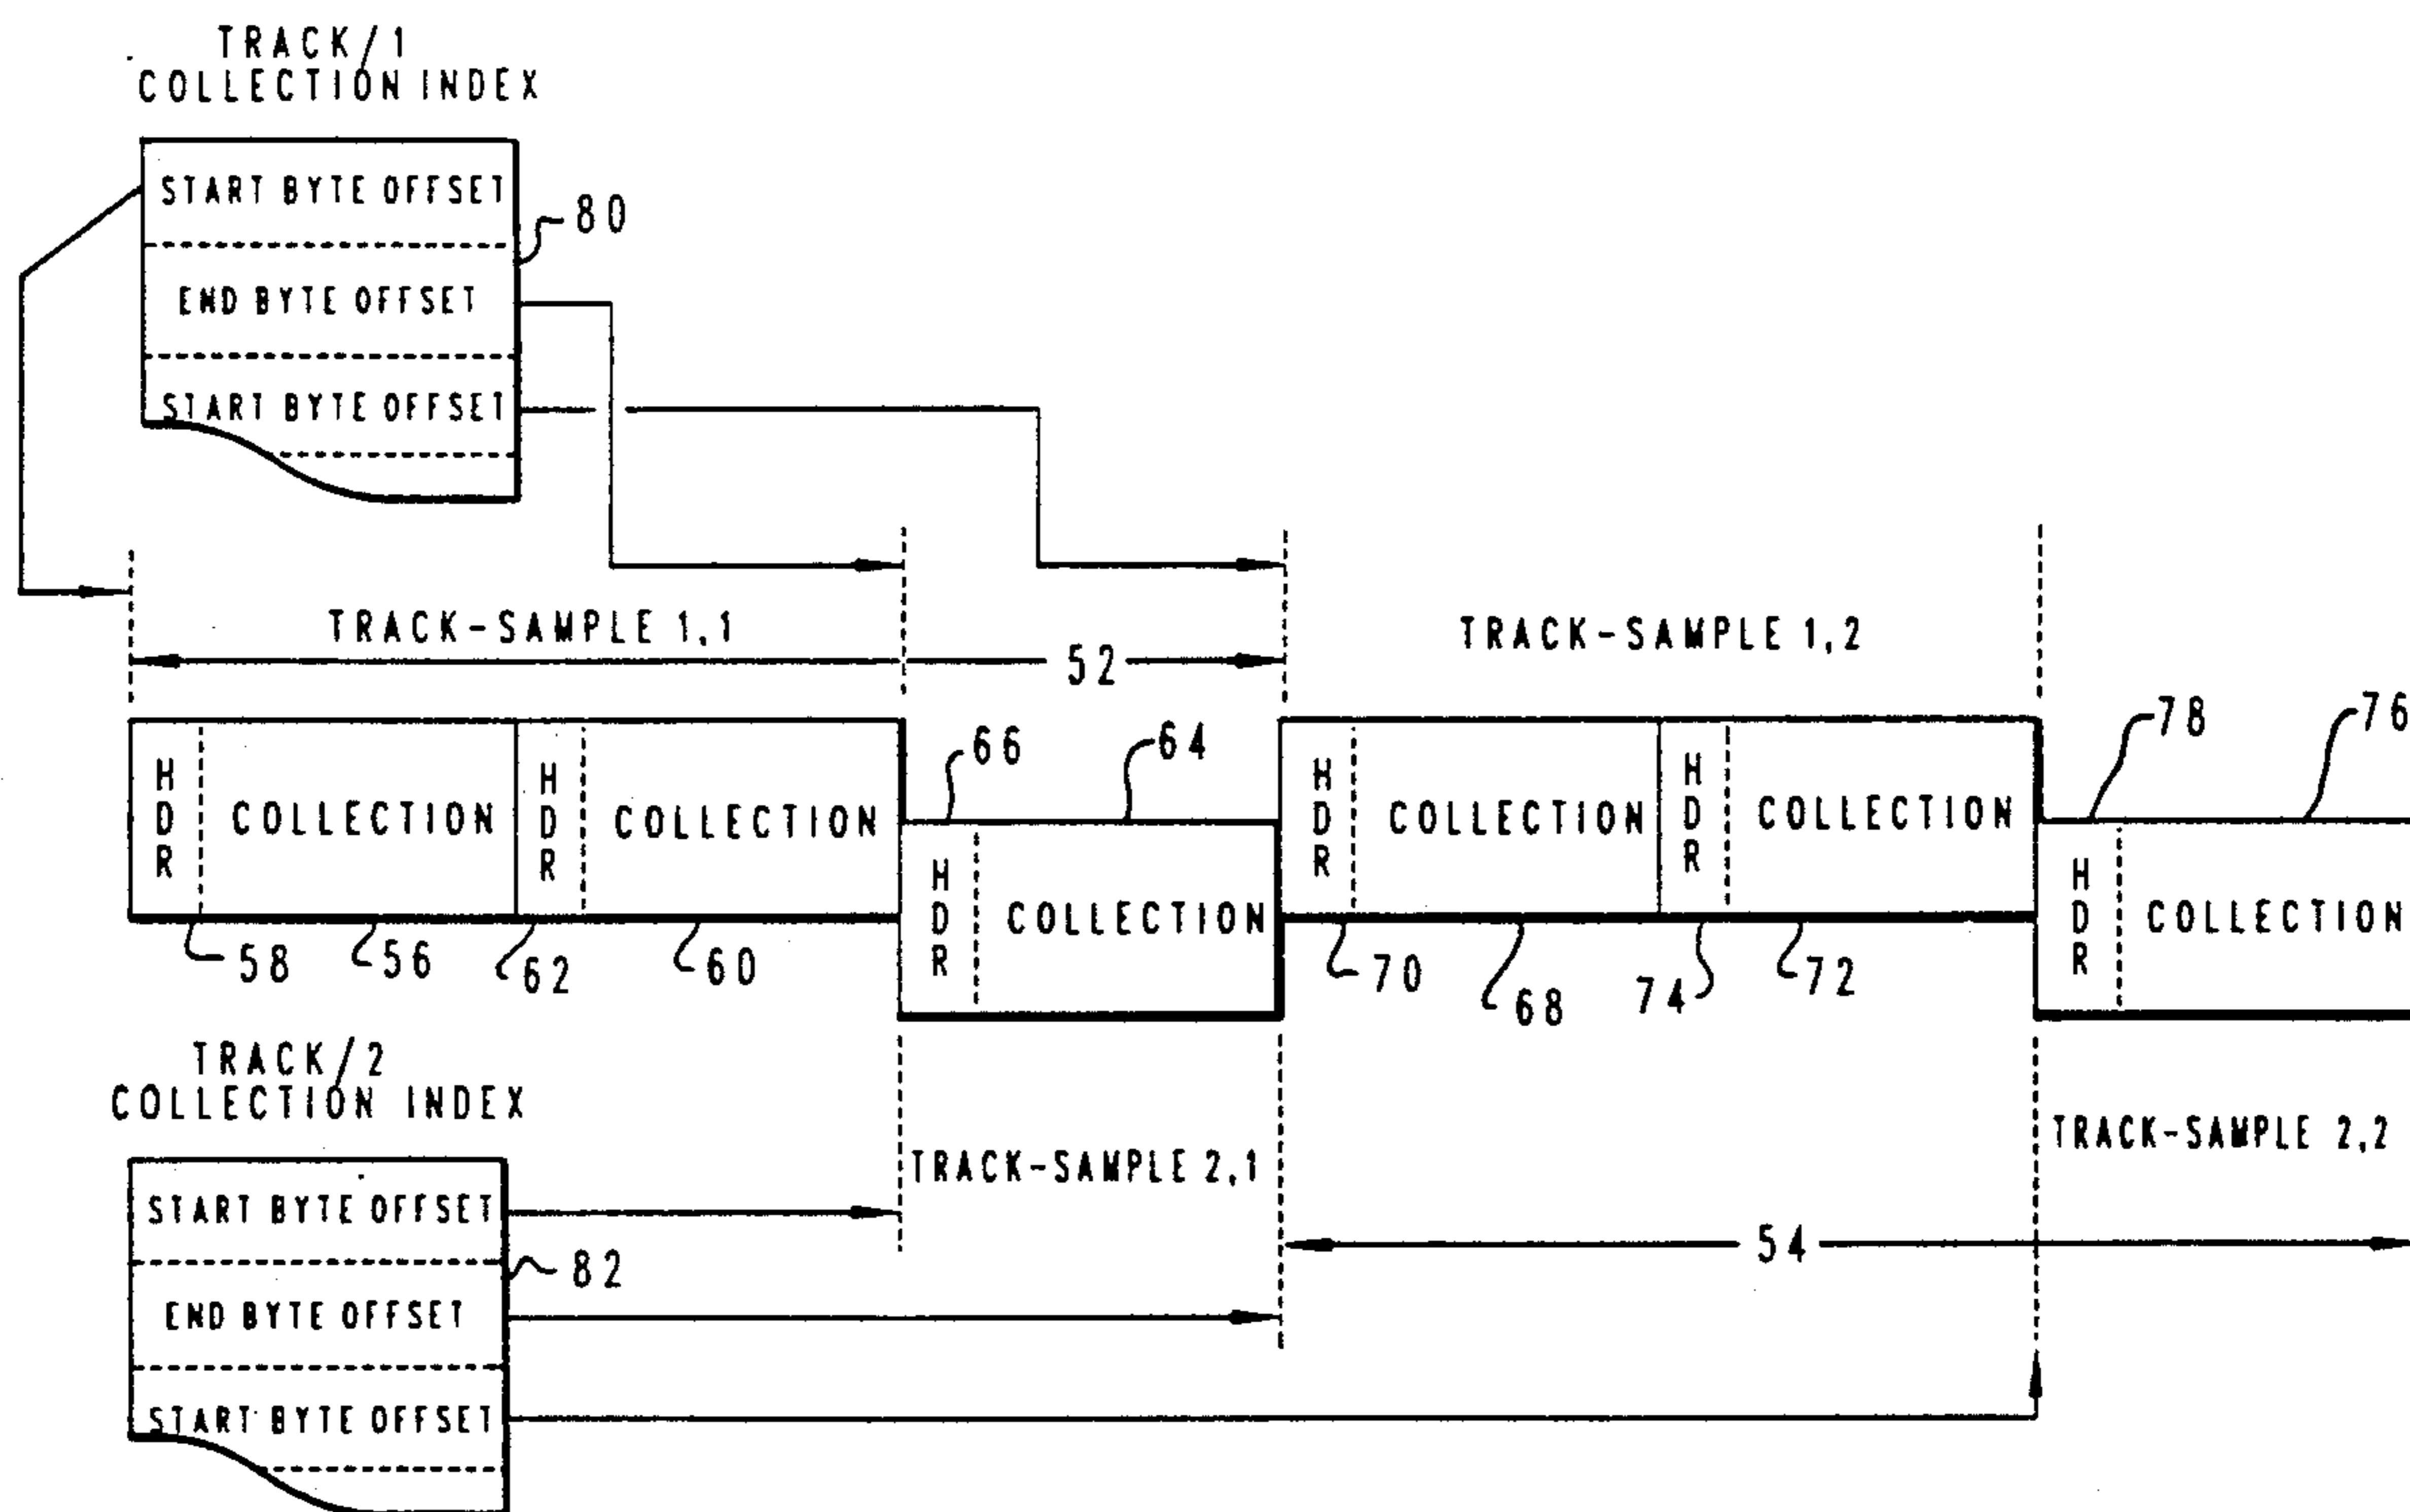 TRACK/1
COLLECTION INDEX
START BYTE OFFSET
80
END BYTE OFFSET
START BYTE OFFSET
TRACK-SAMPLE 1,1
52
TRACK-SAMPLE 1,2
66
64
78
76
HDR
COLLECTION
HDR
COLLECTION
HDR
COLLECTION
HDR
COLLECTION
HDR
COLLECTION
HDR
COLLECTION
58
56
62
60
70
68
74
72
TRACK/2
COLLECTION INDEX
TRACK-SAMPLE 2,1
TRACK-SAMPLE 2,2
START BYTE OFFSET
82
54
END BYTE OFFSET
START BYTE OFFSET